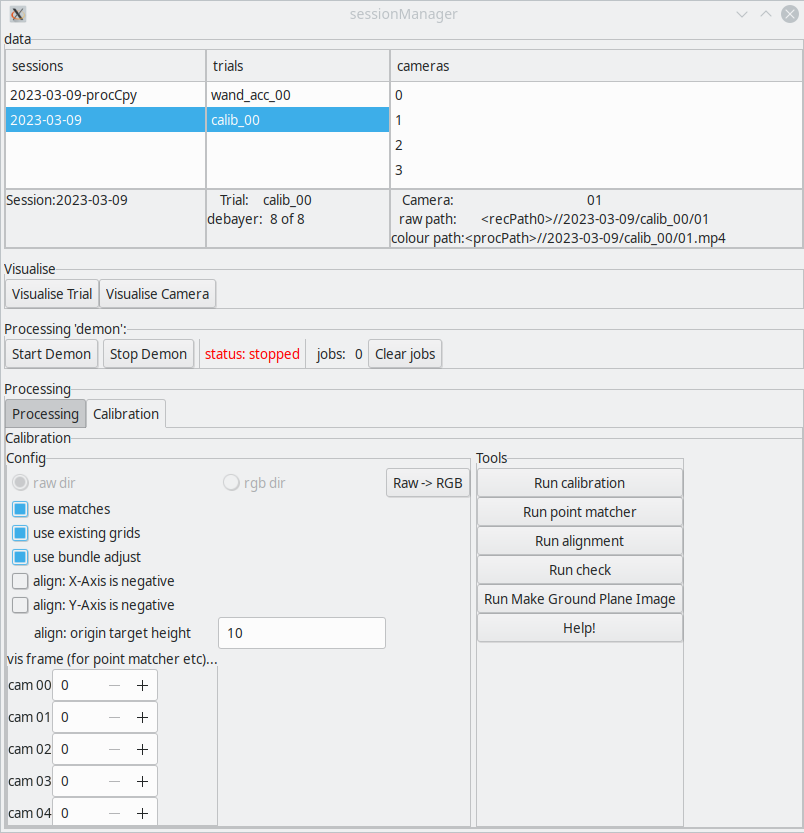 sessionManager
data
sessions trials cameras
2023-03-09-procCpy wand_acc_00 0
2023-03-09 calib_00 1
2
3
Session:2023-03-09 Trial: calib_00 Camera: 01
debayer: 8 of 8 raw path: <recPath0>//2023-03-09/calib_00/01
colour path:<procPath>//2023-03-09/calib_00/01.mp4
Visualise
Visualise Trial Visualise Camera
Processing 'demon':
Start Demon Stop Demon status: stopped jobs: 0 Clear jobs
Processing
Processing Calibration
Calibration
Config
raw dir rgb dir Raw -> RGB
use matches
use existing grids
use bundle adjust
align: X-Axis is negative
align: Y-Axis is negative
align: origin target height 10
vis frame (for point matcher etc)...
cam 00 0 — +
cam 01 0 — +
cam 02 0 — +
cam 03 0 — +
cam 04 0 — +
Tools
Run calibration
Run point matcher
Run alignment
Run check
Run Make Ground Plane Image
Help!